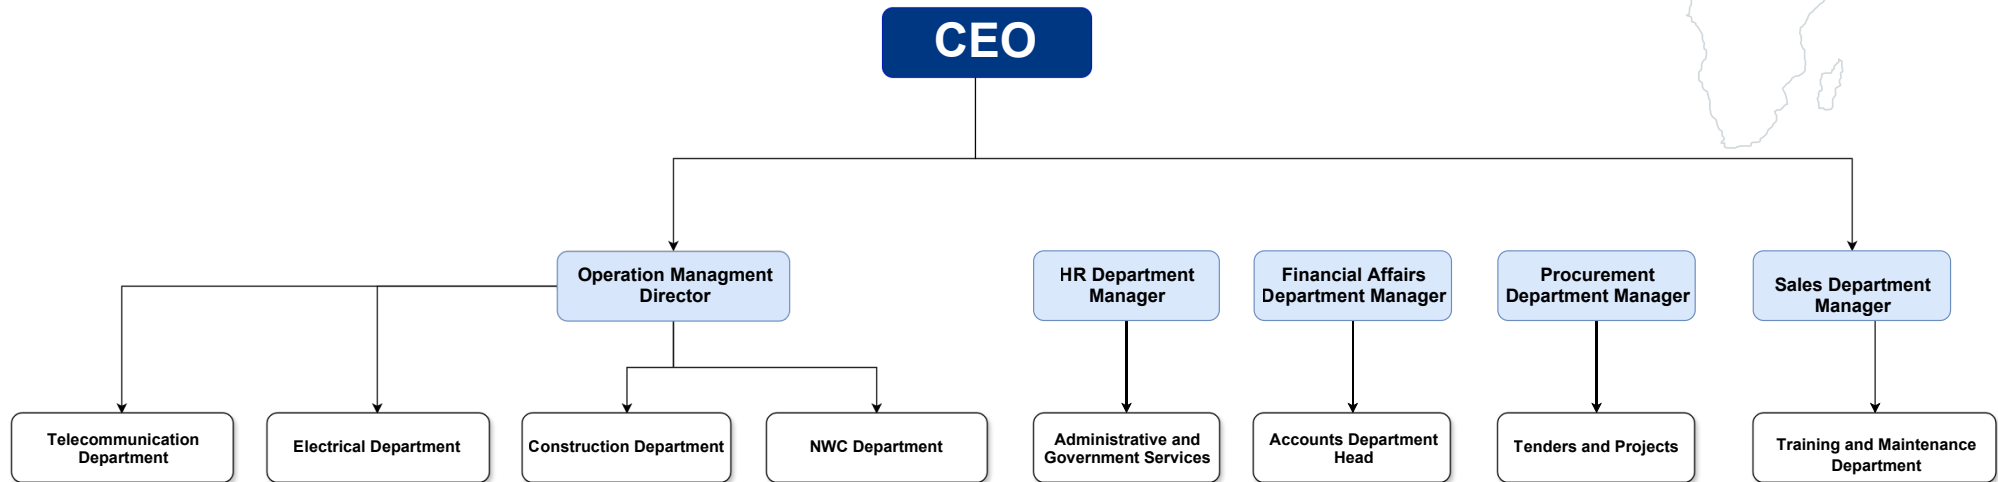 CEO
Operation Managment
Director
HR Department
Manager
Financial Affairs
Department Manager
Procurement
Department Manager
Sales Department
Manager
Telecommunication
Department
Electrical Department
Construction Department
NWC Department
Administrative and
Government Services
Accounts Department
Head
Tenders and Projects
Training and Maintenance
Department